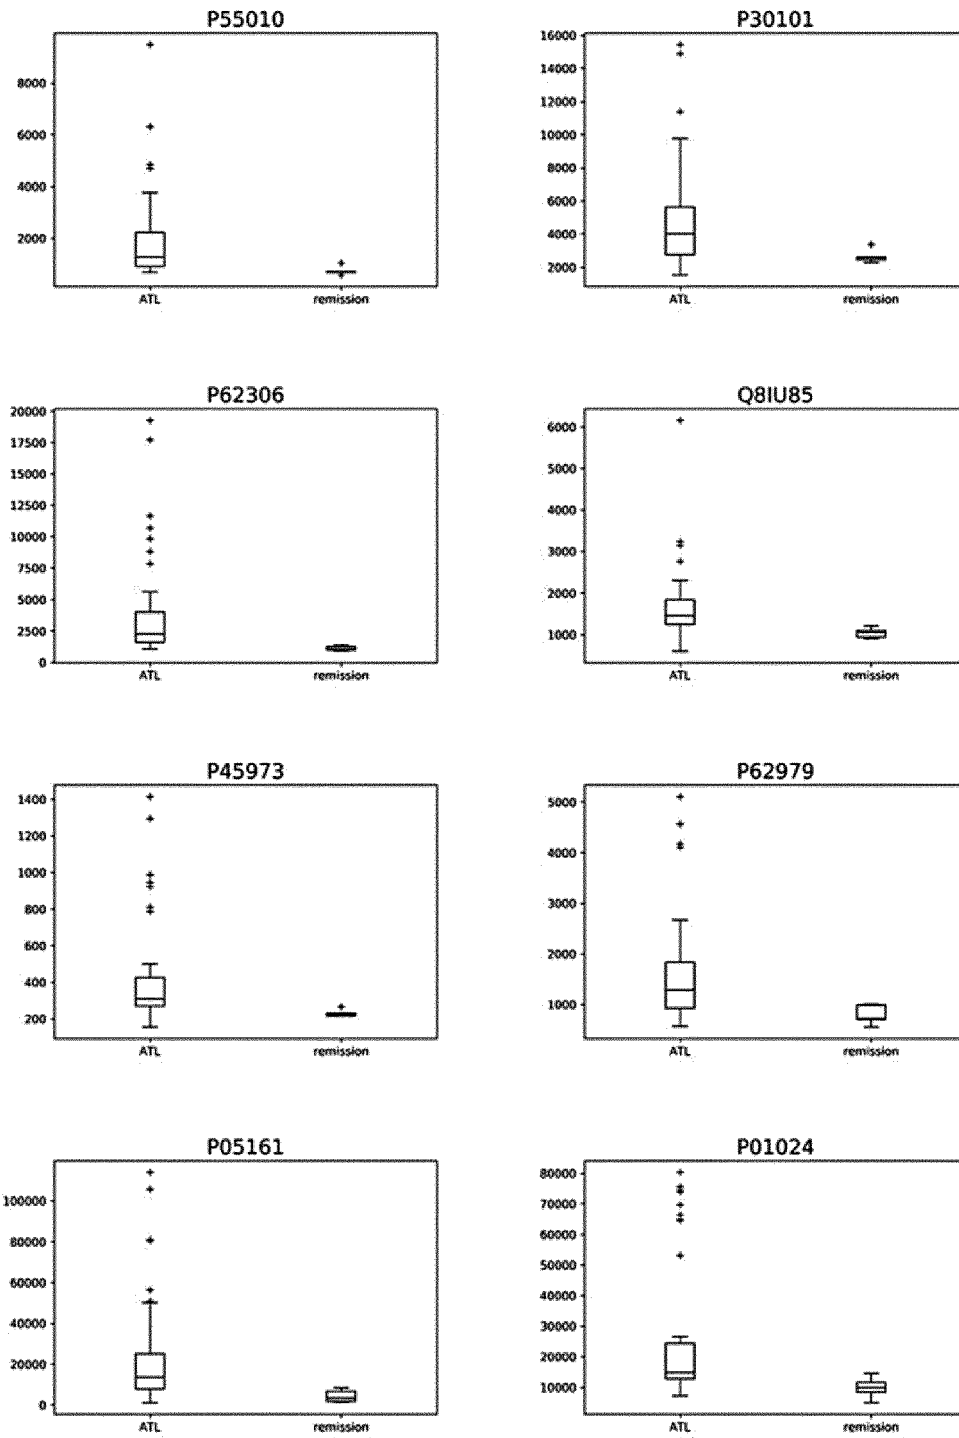 P55010
8000
6000
4000
2000
ATL
remission
P30101
16000
14000
12000
10000
8000
6000
4000
2000
ATL
remission
P62306
20000
17500
15000
12500
10000
7500
5000
2500
0
ATL
remission
Q8IU85
6000
5000
4000
3000
2000
1000
ATL
remission
P45973
1400
1200
1000
800
600
400
200
ATL
remission
P62979
5000
4000
3000
2000
1000
ATL
remission
P05161
100000
80000
60000
40000
20000
0
ATL
remission
P01024
80000
70000
60000
50000
40000
30000
20000
10000
ATL
remission